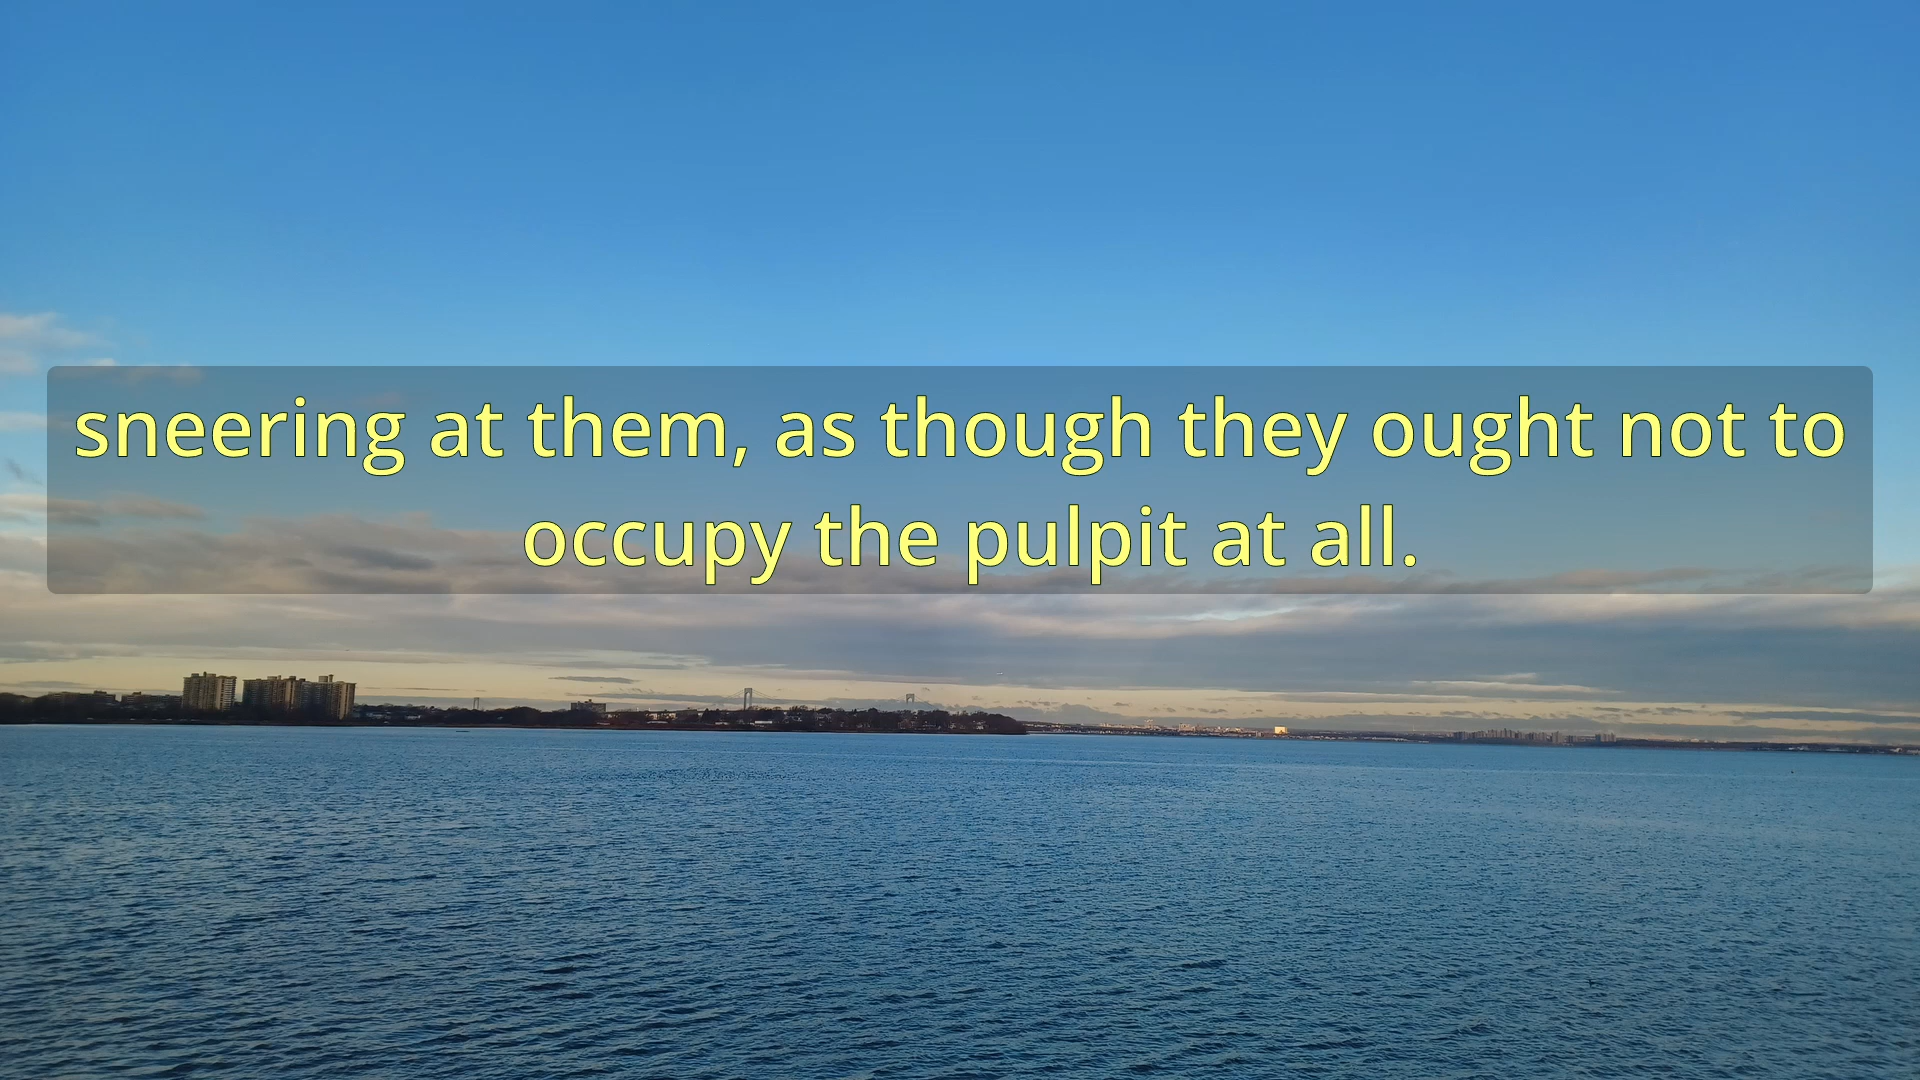 sneering at them, as though they ought not to
occupy the pulpit at all.